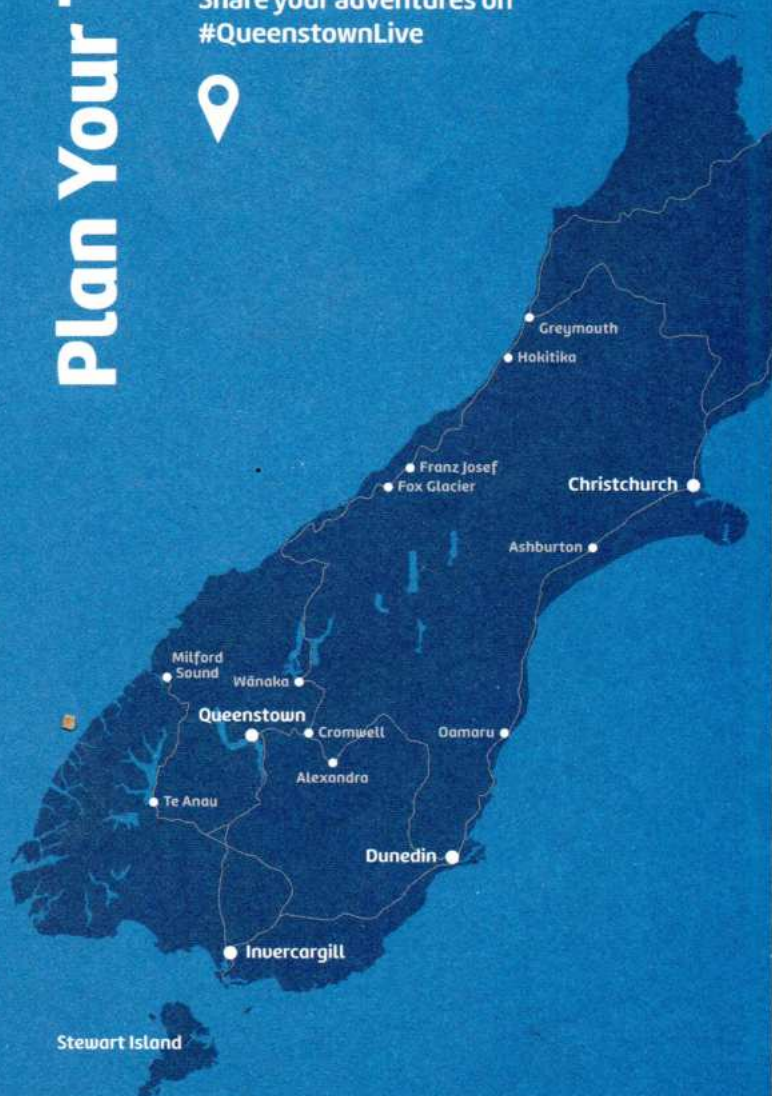 Share your adventures on
#QueenstownLive
Plan Your
Greymouth
Hokitika
Franz Josef
Fox Glacier
Christchurch
Ashburton
Milford
Sound
Wānaka
Queenstown
Cromwell
Oamaru
Alexandra
Te Anau
Dunedin
Invercargill
Stewart Island